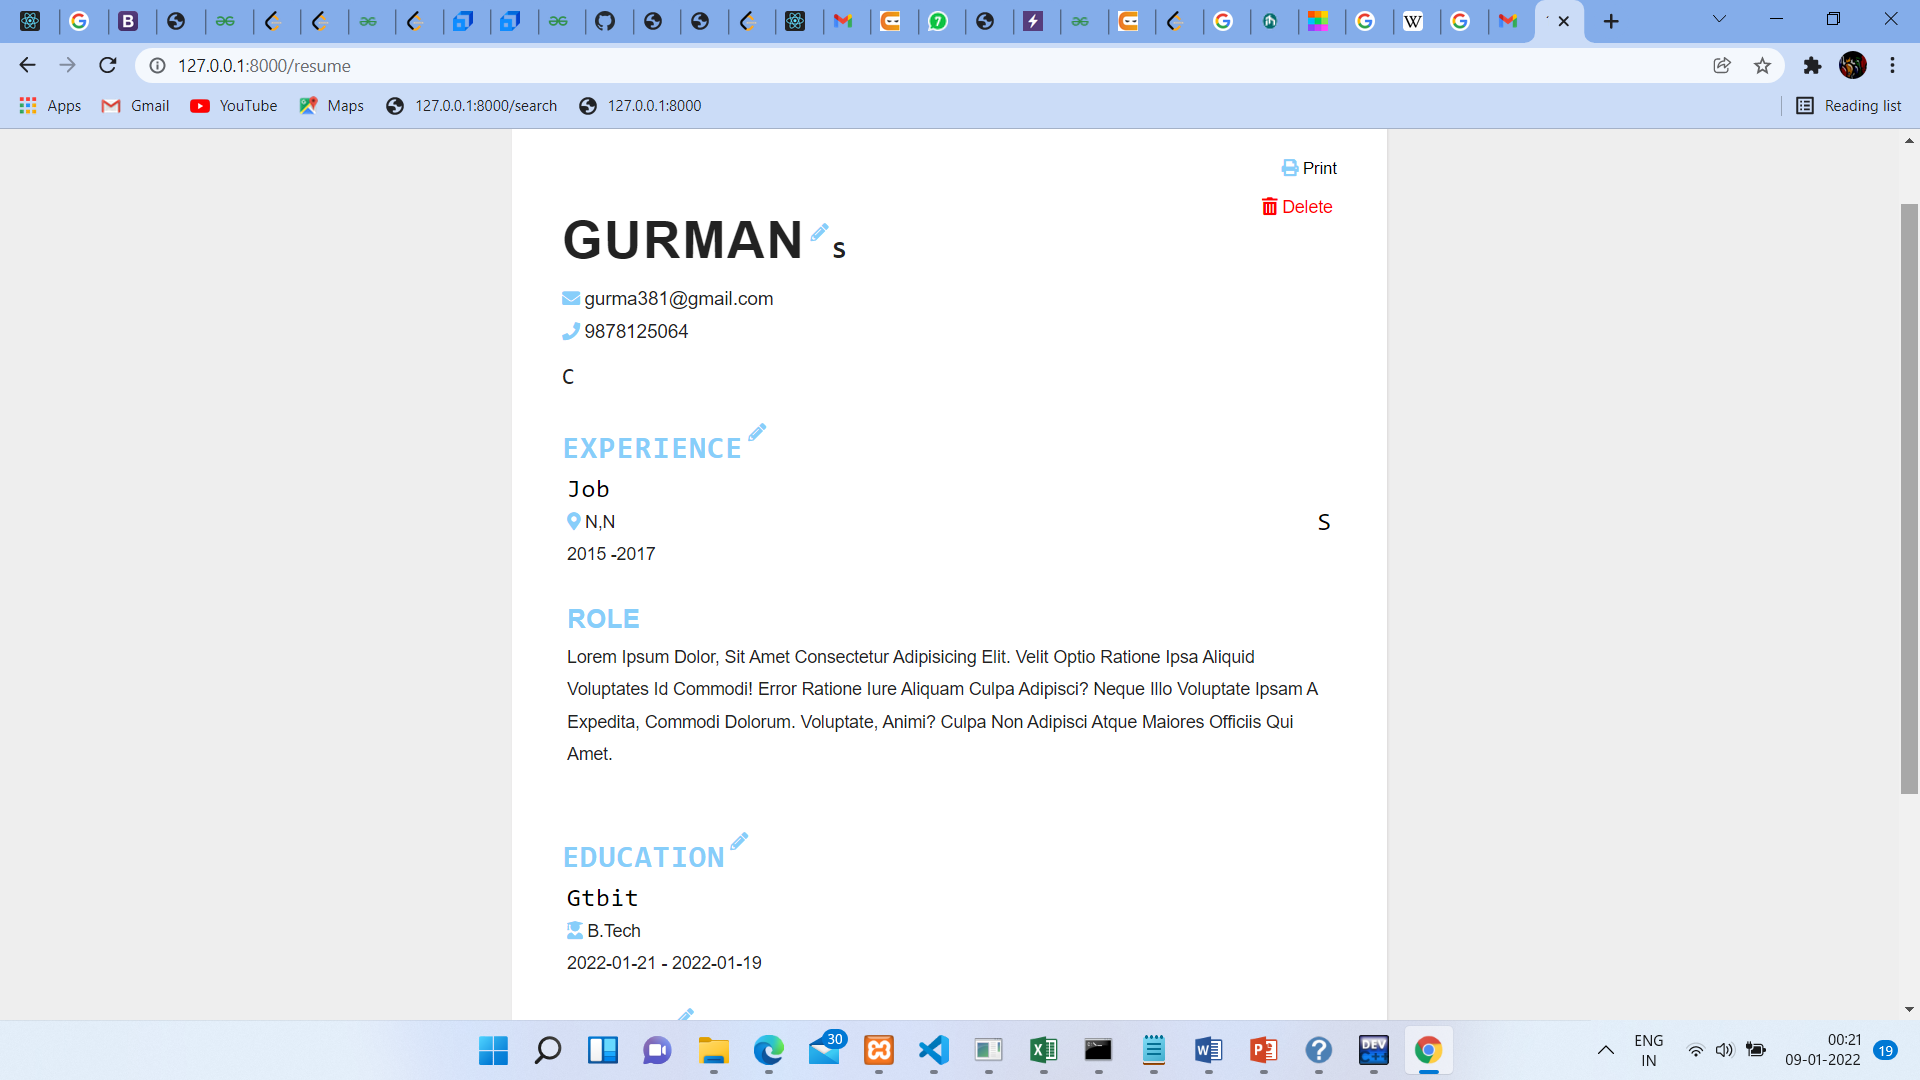 127.0.0.1:8000/resume
Apps Gmail YouTube Maps 127.0.0.1:8000/search 127.0.0.1:8000 Reading list
Print
Delete
GURMAN s
gurma381@gmail.com
9878125064
C
EXPERIENCE
Job
N,N S
2015 -2017
ROLE
Lorem Ipsum Dolor, Sit Amet Consectetur Adipisicing Elit. Velit Optio Ratione Ipsa Aliquid
Voluptates Id Commodi! Error Ratione Iure Aliquam Culpa Adipisci? Neque Illo Voluptate Ipsam A
Expedita, Commodi Dolorum. Voluptate, Animi? Culpa Non Adipisci Atque Maiores Officiis Qui
Amet.
EDUCATION
Gtbit
B.Tech
2022-01-21 - 2022-01-19
30
DEV
C++
ENG
IN
00:21
09-01-2022
19